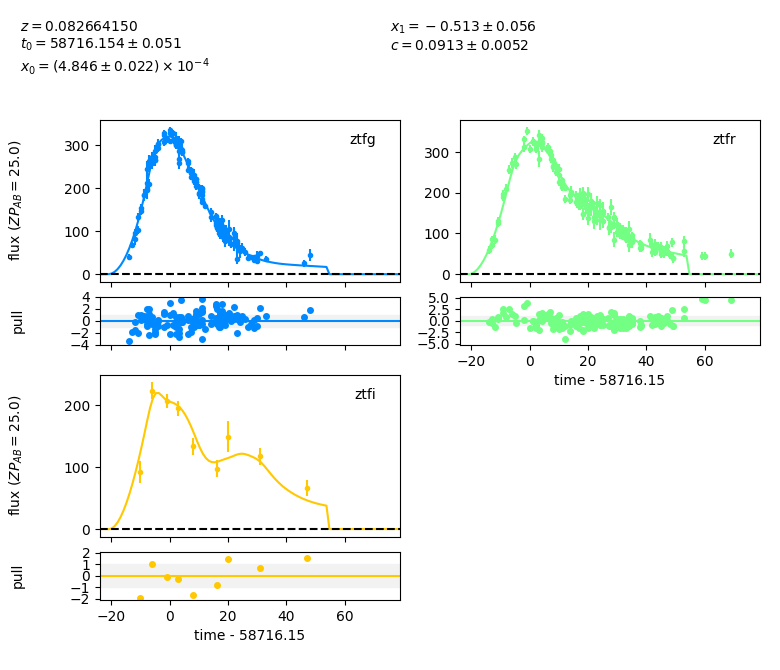 z = 0.082664150
t₀ = 58716.154 ± 0.051
x₀ = (4.846 ± 0.022) × 10⁻⁴
x₁ = −0.513 ± 0.056
c = 0.0913 ± 0.0052
ztfg
flux (ZP_AB = 25.0)
300
200
100
0
pull
4
2
0
−2
−4
ztfr
300
200
100
0
5.0
2.5
0.0
−2.5
−5.0
−20 0 20 40 60
time - 58716.15
ztfi
flux (ZP_AB = 25.0)
200
100
0
pull
2
1
0
−1
−2
−20 0 20 40 60
time - 58716.15